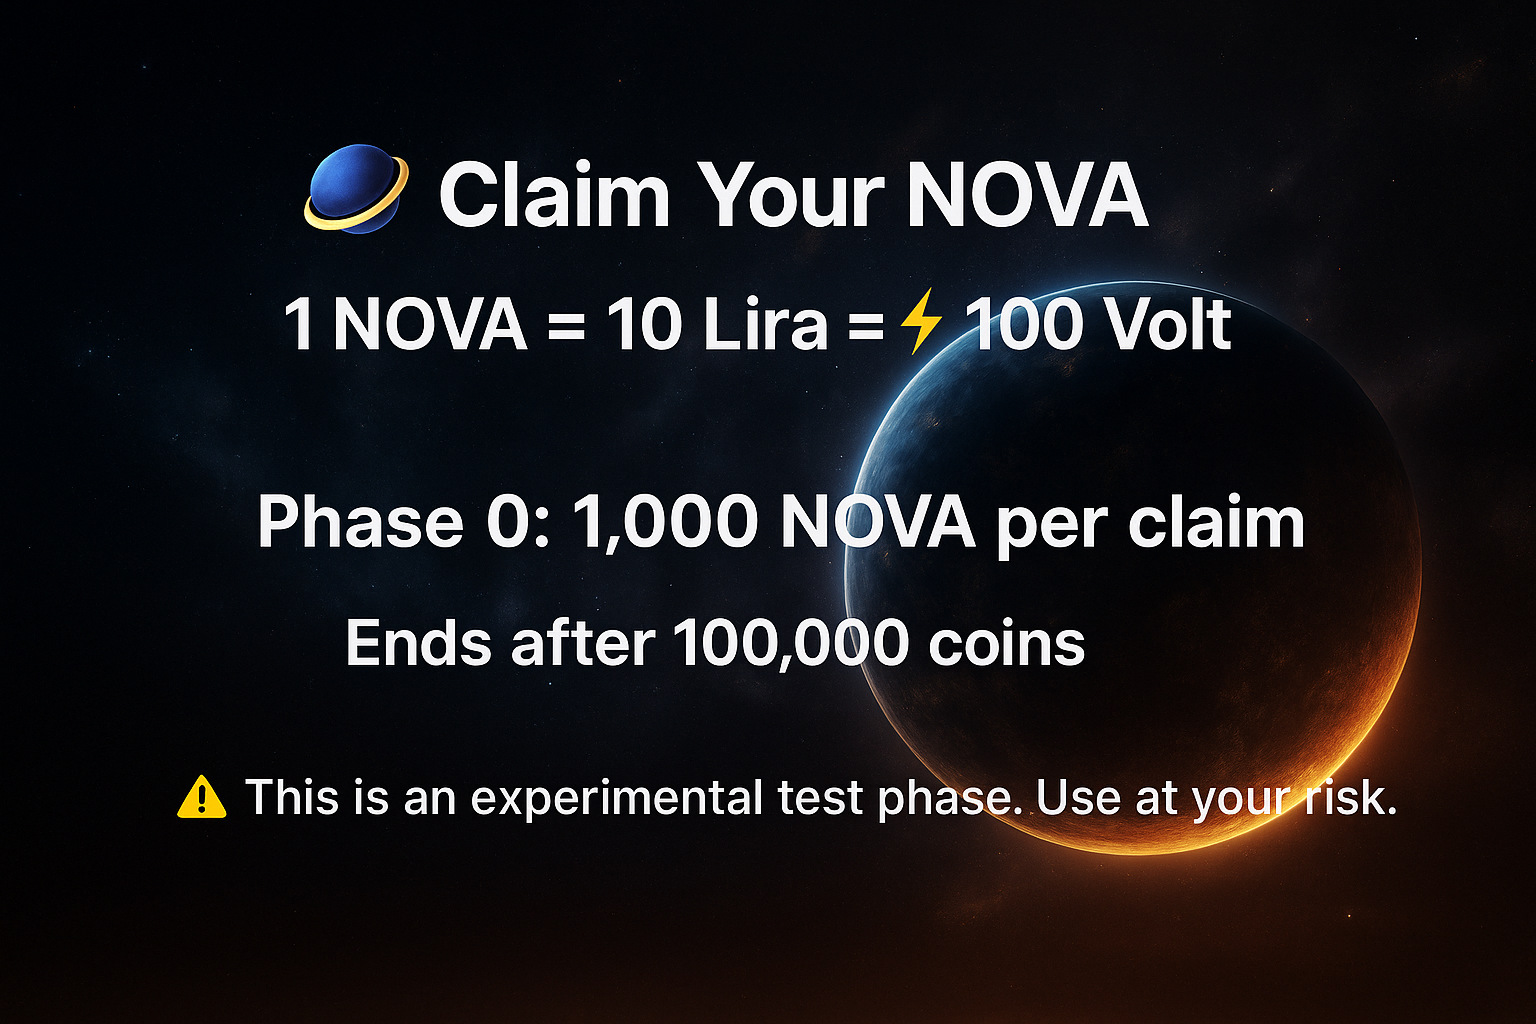 🪐 Claim Your NOVA
1 NOVA = 10 Lira = ⚡ 100 Volt
Phase 0: 1,000 NOVA per claim
Ends after 100,000 coins
⚠️ This is an experimental test phase. Use at your risk.